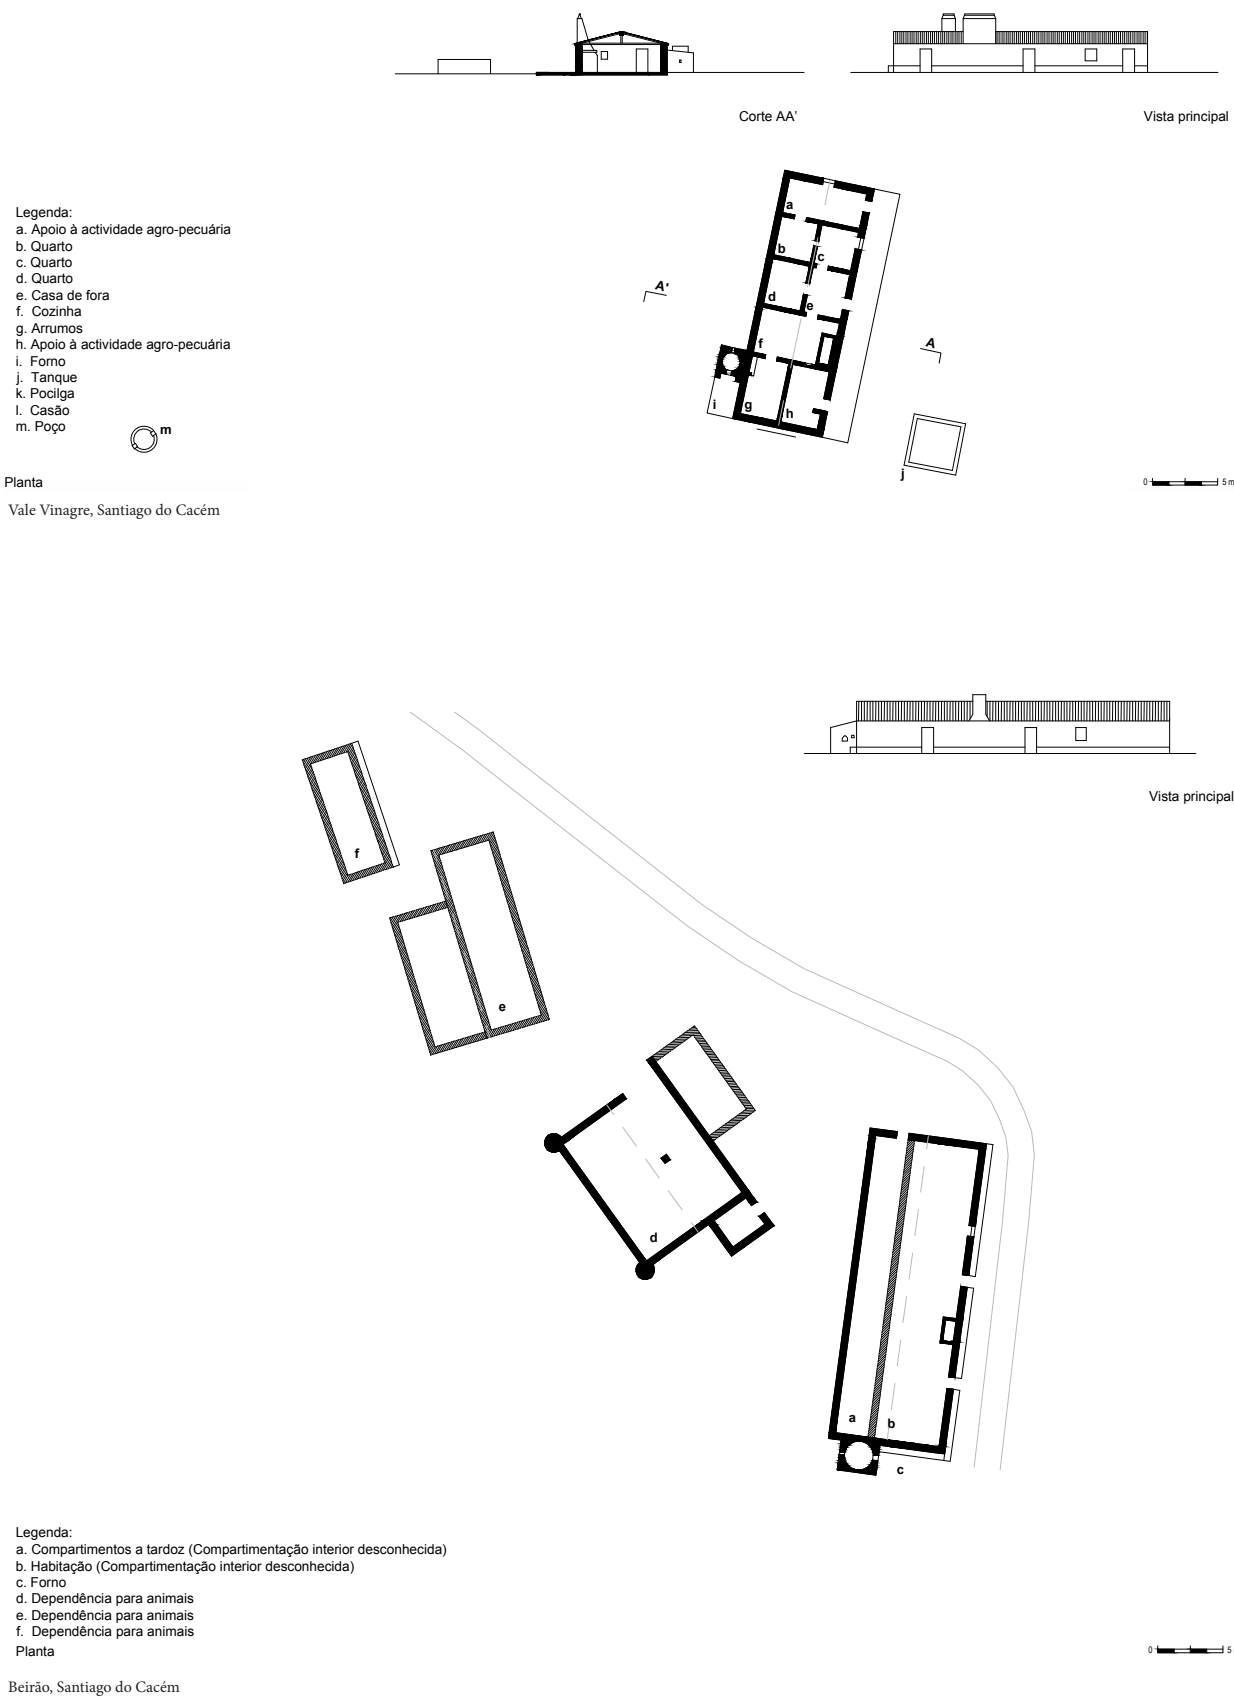 Corte AA'
Vista principal
Legenda:
a. Apoio à actividade agro-pecuária
b. Quarto
c. Quarto
d. Quarto
e. Casa de fora
f. Cozinha
g. Arrumos
h. Apoio à actividade agro-pecuária
i. Forno
j. Tanque
k. Pocilga
l. Casão
m. Poço
m
a
b
c
A'
d
e
f
A
i
g
h
j
Planta
0 5 m
Vale Vinagre, Santiago do Cacém
Vista principal
f
e
d
a
b
c
Legenda:
a. Compartimentos a tardoz (Compartimentação interior desconhecida)
b. Habitação (Compartimentação interior desconhecida)
c. Forno
d. Dependência para animais
e. Dependência para animais
f. Dependência para animais
Planta
0 5
Beirão, Santiago do Cacém